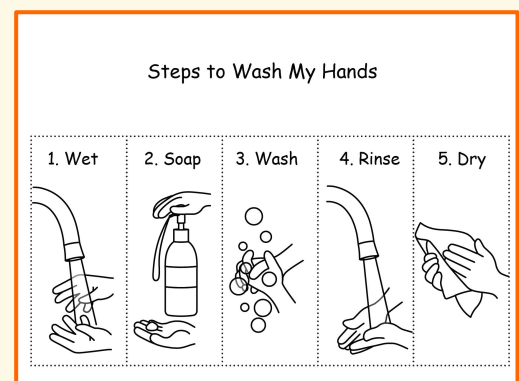 Steps to Wash My Hands
1. Wet
2. Soap
3. Wash
4. Rinse
5. Dry